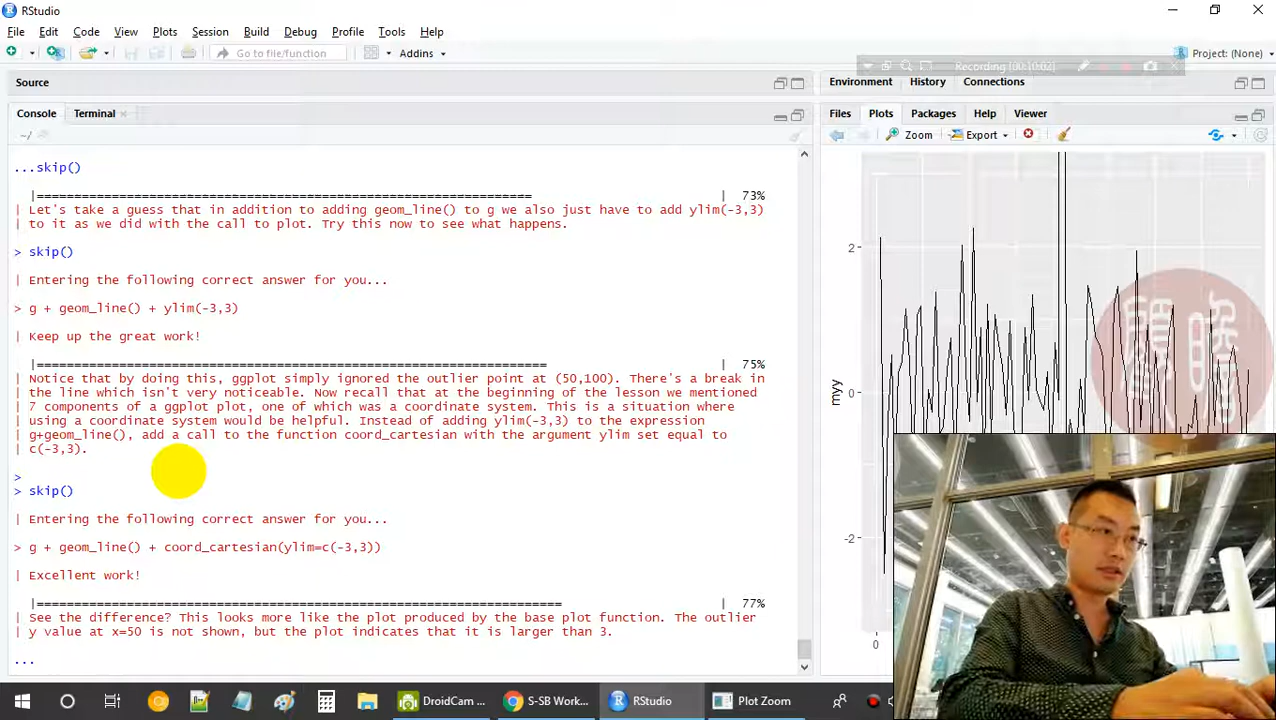 RStudio
File Edit Code View Plots Session Build Debug Profile Tools Help
Go to file/function Addins Project: (None)
Recording [00:10:02]
Source
Environment History Connections
Console Terminal
Files Plots Packages Help Viewer
~/
Zoom Export
...skip()
|================================================================== | 73%
| Let's take a guess that in addition to adding geom_line() to g we also just have to add ylim(-3,3)
| to it as we did with the call to plot. Try this now to see what happens.
> skip()
| Entering the following correct answer for you...
> g + geom_line() + ylim(-3,3)
| Keep up the great work!
|==================================================================== | 75%
| Notice that by doing this, ggplot simply ignored the outlier point at (50,100). There's a break in
| the line which isn't very noticeable. Now recall that at the beginning of the lesson we mentioned
| 7 components of a ggplot plot, one of which was a coordinate system. This is a situation where
| using a coordinate system would be helpful. Instead of adding ylim(-3,3) to the expression
| g+geom_line(), add a call to the function coord_cartesian with the argument ylim set equal to
| c(-3,3).
>
> skip()
| Entering the following correct answer for you...
> g + geom_line() + coord_cartesian(ylim=c(-3,3))
| Excellent work!
|====================================================================== | 77%
| See the difference? This looks more like the plot produced by the base plot function. The outlier
| y value at x=50 is not shown, but the plot indicates that it is larger than 3.
...
2
0
-2
myy
0
DroidCam ...
S-SB Work...
RStudio
Plot Zoom